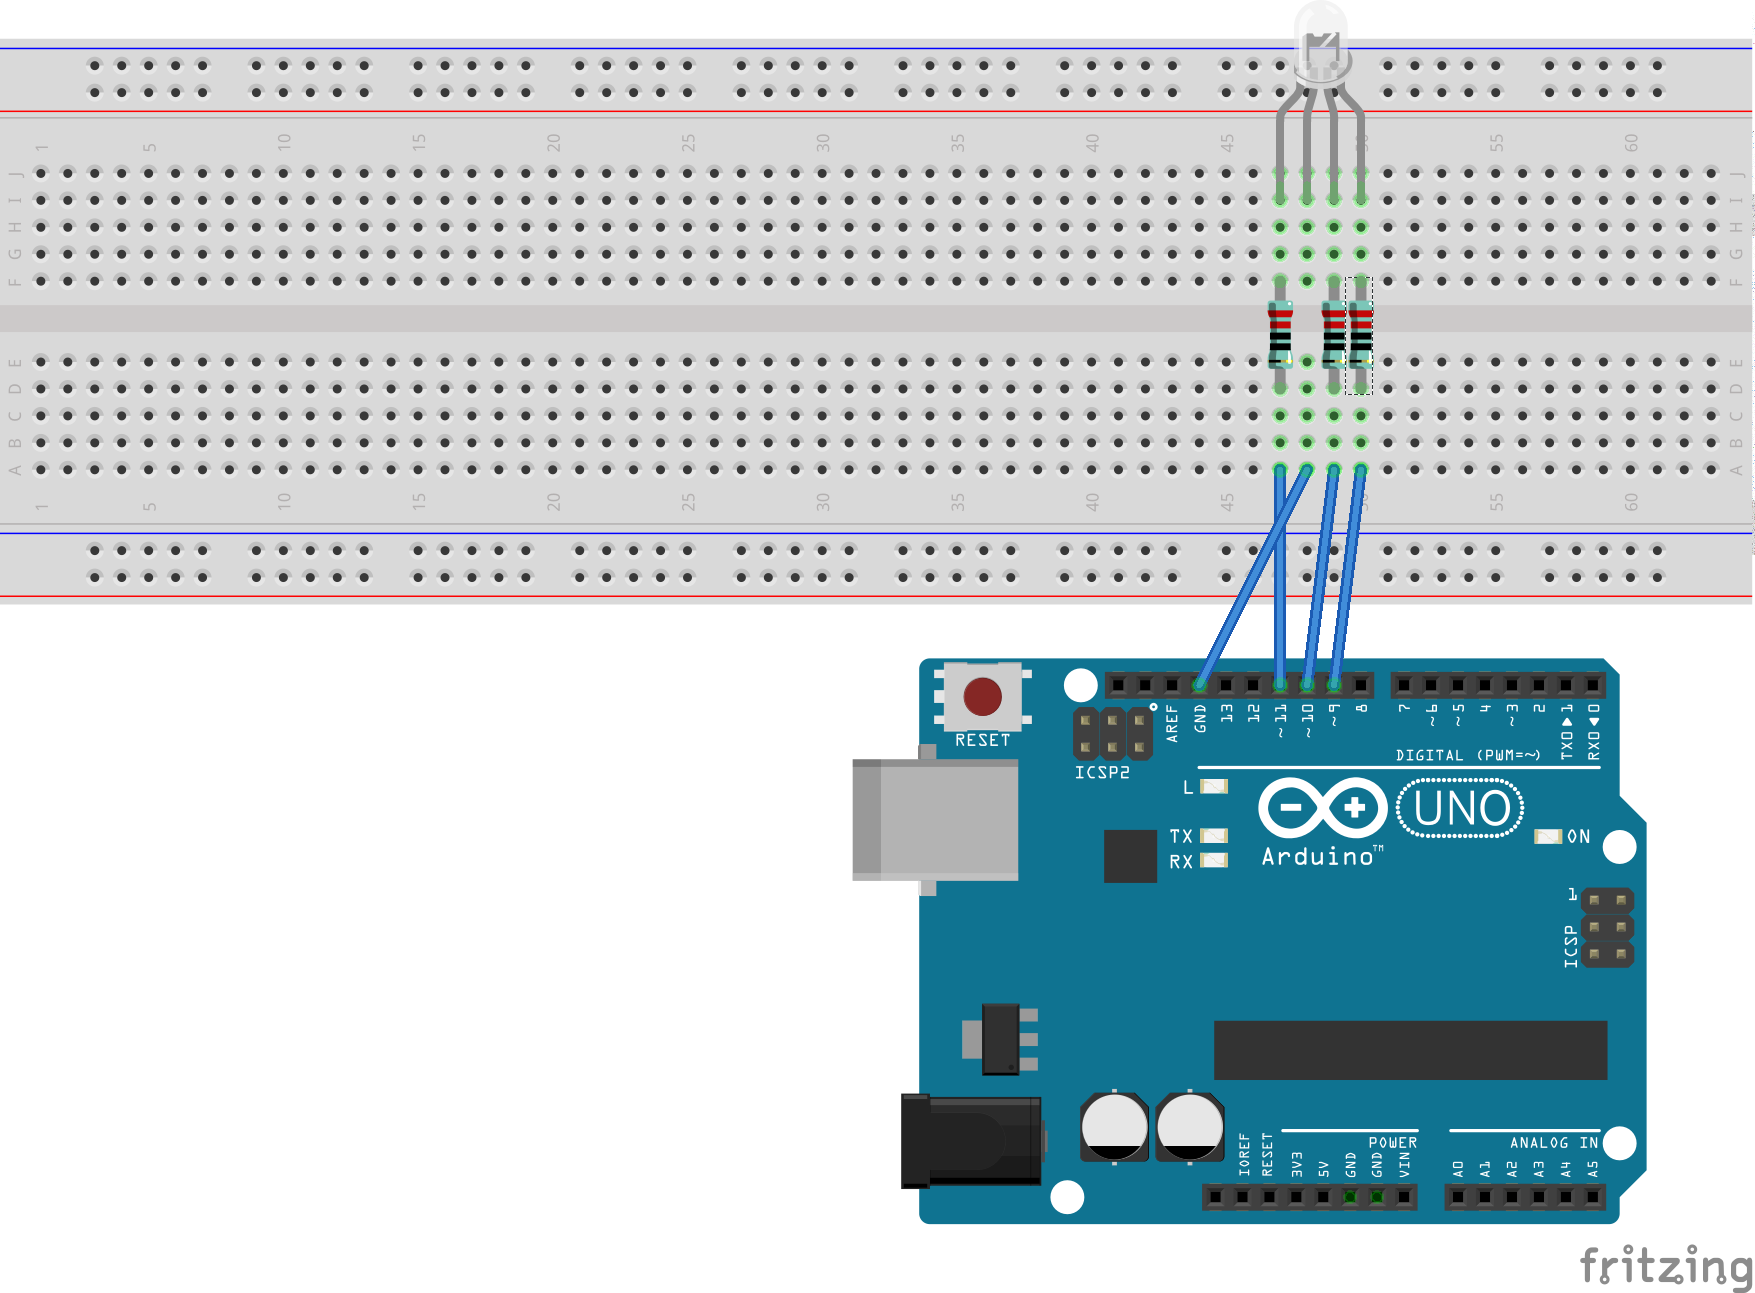 1 5 10 15 20 25 30 35 40 45 50 55 60
J J
I I
H H
G G
F F
E E
D D
C C
B B
A A
1 5 10 15 20 25 30 35 40 45 50 55 60
RESET
AREF GND 13 12 ~11 ~10 ~9 8 7 ~6 ~5 4 ~3 2 TX0▶1 RX0◀0
ICSP2
DIGITAL (PWM=~)
L
TX
RX
UNO
Arduino™
ON
1
ICSP
IOREF RESET 3V3 5V GND GND VIN
POWER
A0 A1 A2 A3 A4 A5
ANALOG IN
fritzing